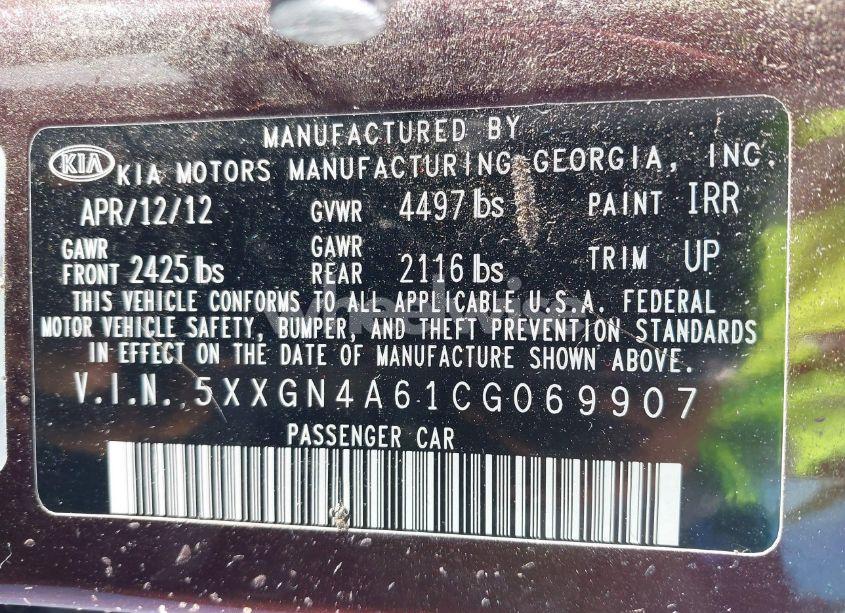 MANUFACTURED BY
KIA KIA MOTORS MANUFACTURING GEORGIA, INC.
APR/12/12 GVWR 4497 lbs PAINT IRR
GAWR FRONT 2425 lbs GAWR REAR 2116 lbs TRIM UP
THIS VEHICLE CONFORMS TO ALL APPLICABLE U.S.A. FEDERAL
MOTOR VEHICLE SAFETY, BUMPER, AND THEFT PREVENTION STANDARDS
IN EFFECT ON THE DATE OF MANUFACTURE SHOWN ABOVE.
V.I.N. 5XXGN4A61CG069907
PASSENGER CAR